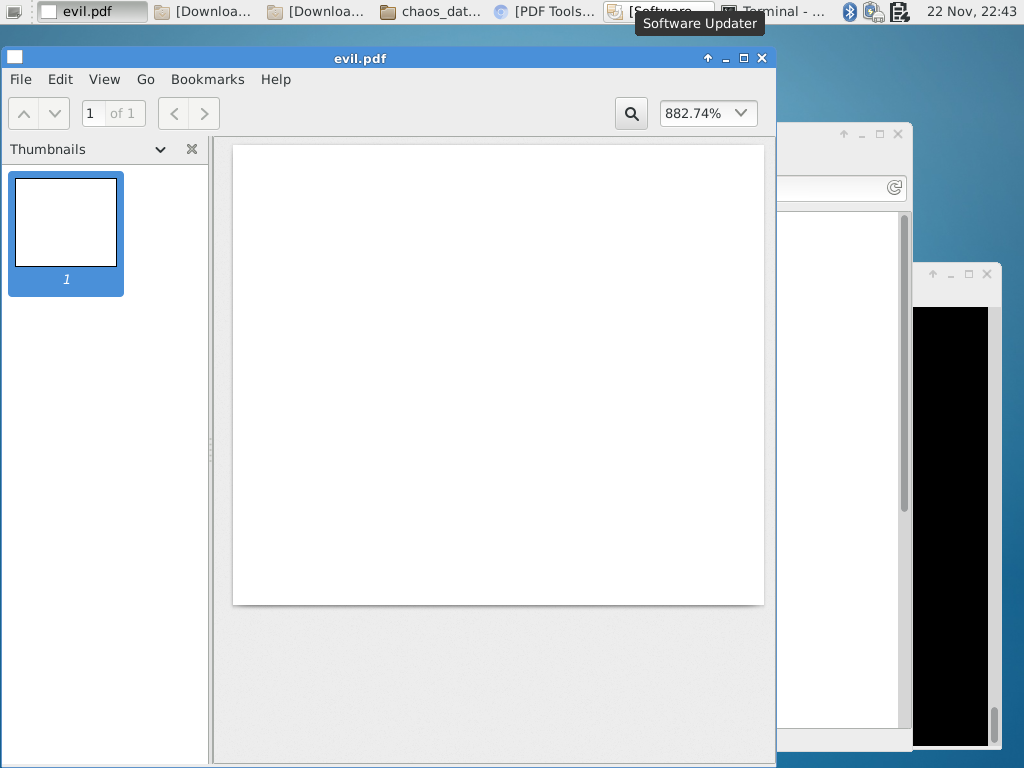 evil.pdf
[Downloa...
[Downloa...
chaos_dat...
[PDF Tools...
[Software
Terminal - ...
22 Nov, 22:43
Software Updater
evil.pdf
File Edit View Go Bookmarks Help
1 of 1
882.74%
Thumbnails
1